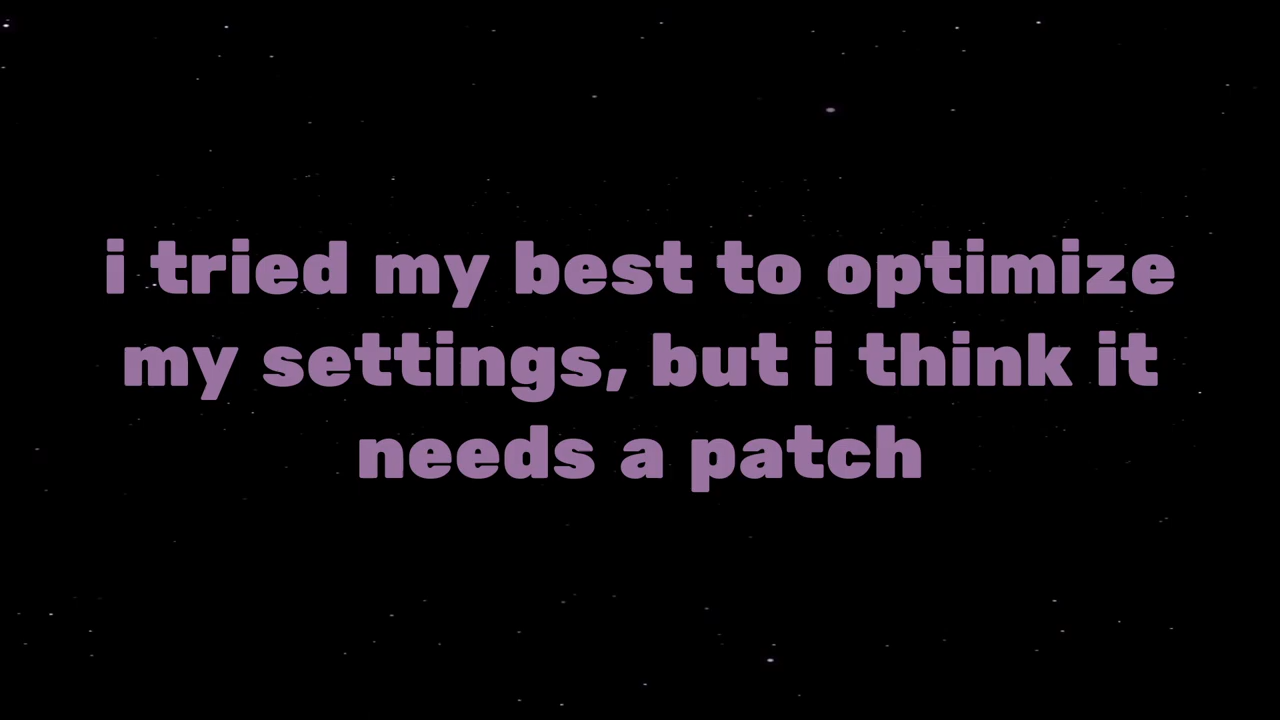 i tried my best to optimize
my settings, but i think it
needs a patch